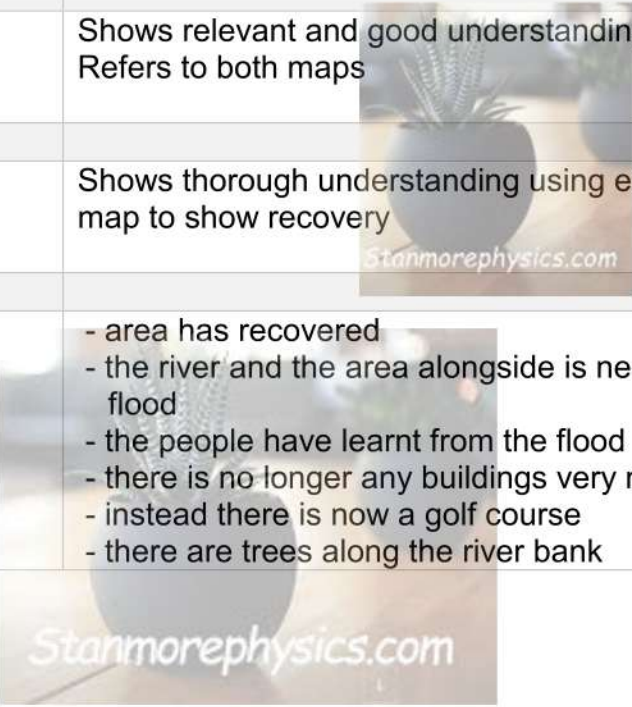 Shows relevant and good
Refers to both maps
Shows thorough understanding using
map to show recovery
Stanmorephysics.com
- area has recovered
- the river and the area alongside is
flood
- the people have learnt from the flood
- there is no longer any buildings very
- instead there is now a golf course
- there are trees along the river bank
Stanmorephysics.com